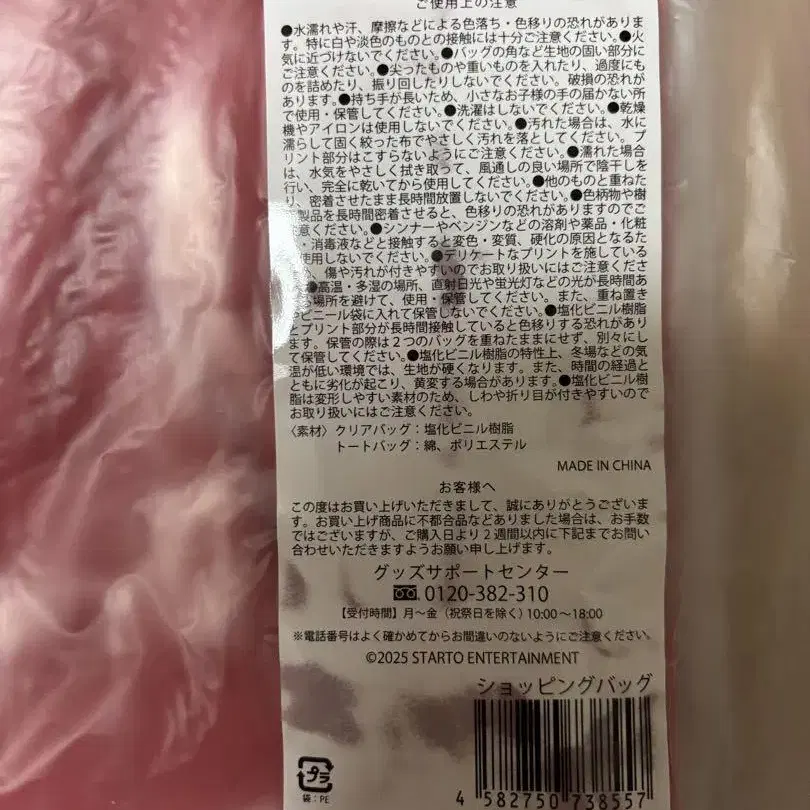 ご使用上の注意
●水濡れや汗、摩擦などによる色落ち・色移りの恐れがありま
す。特に白や淡色のものとの接触には十分ご注意ください。●火
気に近づけないでください。●バッグの角など生地の固い部分に
ご注意ください。●尖ったものや重いものを入れたり、過度にも
のを詰めたり、振り回したりしないでください。破損の恐れが
あります。●持ち手が長いため、小さなお子様の手の届かない所
で使用・保管してください。●洗濯はしないでください。●乾燥
機やアイロンは使用しないでください。●汚れた場合は、水に
濡らして固く絞った布でやさしく汚れを落としてください。プ
リント部分はこすらないようにご注意ください。●濡れた場合
は、水気をやさしく拭き取って、風通しの良い場所で陰干しを
行い、完全に乾いてから使用してください。●他のものと重ねた
り、密着させたまま長時間放置しないでください。●色柄物や樹
製品を長時間密着させると、色移りの恐れがありますのでご
意ください。●シンナーやベンジンなどの溶剤や薬品・化粧
・消毒液などと接触すると変色・変質、硬化の原因となるた
使用しないでください。●デリケートなプリントを施してい
め、傷や汚れが付きやすいのでお取り扱いにはご注意くださ
●高温・多湿の場所、直射日光や蛍光灯などの光が長時間あ
る場所を避けて、使用・保管してください。また、重ね置き
やビニール袋に入れて保管しないでください。●塩化ビニル樹脂
とプリント部分が長時間接触していると色移りする恐れがあり
ます。保管の際は２つのバッグを重ねたままにせず、別々にし
て保管してください。●塩化ビニル樹脂の特性上、冬場などの気
温が低い環境では、生地が硬くなります。また、時間の経過と
ともに劣化が起こり、黄変する場合があります。●塩化ビニル樹
脂は変形しやすい素材のため、しわや折り目が付きやすいので
お取り扱いにはご注意ください。
〈素材〉クリアバッグ：塩化ビニル樹脂
トートバッグ：綿、ポリエステル
MADE IN CHINA
お客様へ
この度はお買い上げいただきまして、誠にありがとうございま
す。お買い上げ商品に不都合品などありました場合は、お手数
ではございますが、ご購入日より２週間以内に下記までお問い
合わせいただきますようお願い申し上げます。
グッズサポートセンター
0120-382-310
【受付時間】月～金（祝祭日を除く）10:00～18:00
※電話番号はよく確かめてからお間違いのないようにご注意ください。
©2025 STARTO ENTERTAINMENT
ショッピングバッグ
プラ
袋：PE
4 582750 738557